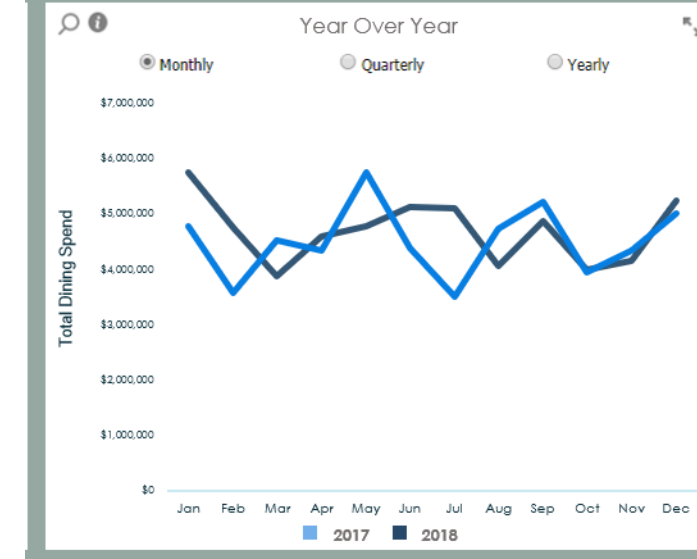 Year Over Year
Monthly Quarterly Yearly
$7,000,000
$6,000,000
$5,000,000
$4,000,000
$3,000,000
$2,000,000
$1,000,000
$0
Total Dining Spend
Jan Feb Mar Apr May Jun Jul Aug Sep Oct Nov Dec
2017 2018